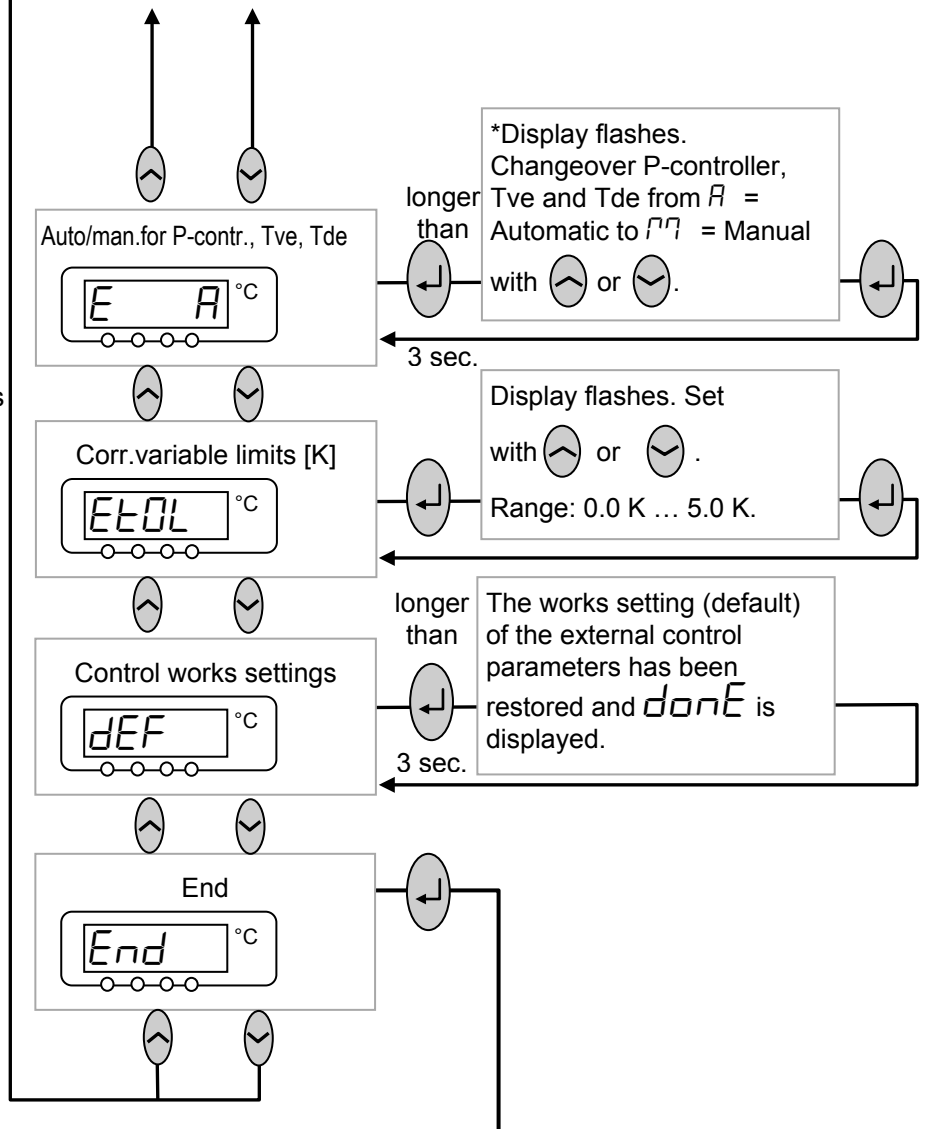 *Display flashes.
Changeover P-controller,
Tve and Tde from A =
Automatic to M = Manual
with or .
longer
than
3 sec.
Auto/man.for P-contr., Tve, Tde
E A °C
s
Display flashes. Set
with or .
Range: 0.0 K … 5.0 K.
Corr.variable limits [K]
EtOL °C
longer
than
3 sec.
The works setting (default)
of the external control
parameters has been
restored and donE is
displayed.
Control works settings
dEF °C
End
End °C